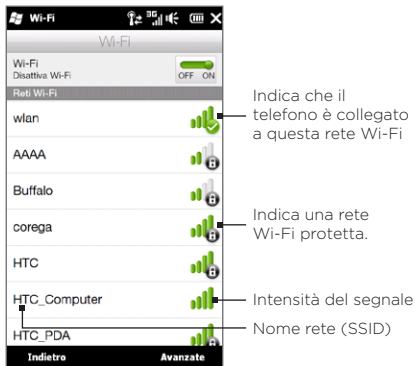 Wi-Fi
3G
Wi-Fi
Wi-Fi
Disattiva Wi-Fi
OFF ON
Reti Wi-Fi
wlan
AAAA
Buffalo
corega
HTC
HTC_Computer
HTC_PDA
Indietro Avanzate
Indica che il
telefono è collegato
a questa rete Wi-Fi
Indica una rete
Wi-Fi protetta.
Intensità del segnale
Nome rete (SSID)